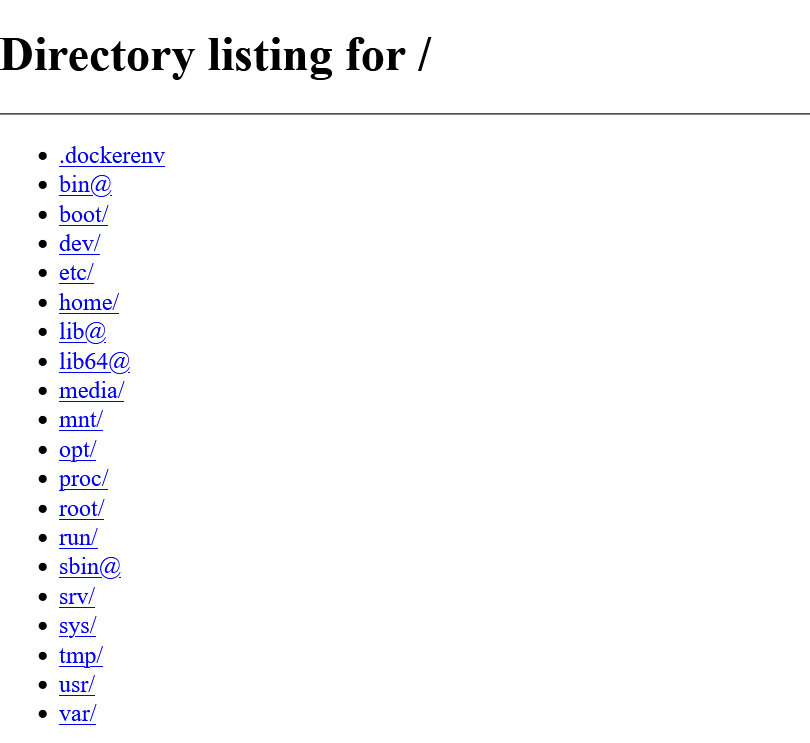 Directory listing for /
.dockerenv
bin@
boot/
dev/
etc/
home/
lib@
lib64@
media/
mnt/
opt/
proc/
root/
run/
sbin@
srv/
sys/
tmp/
usr/
var/